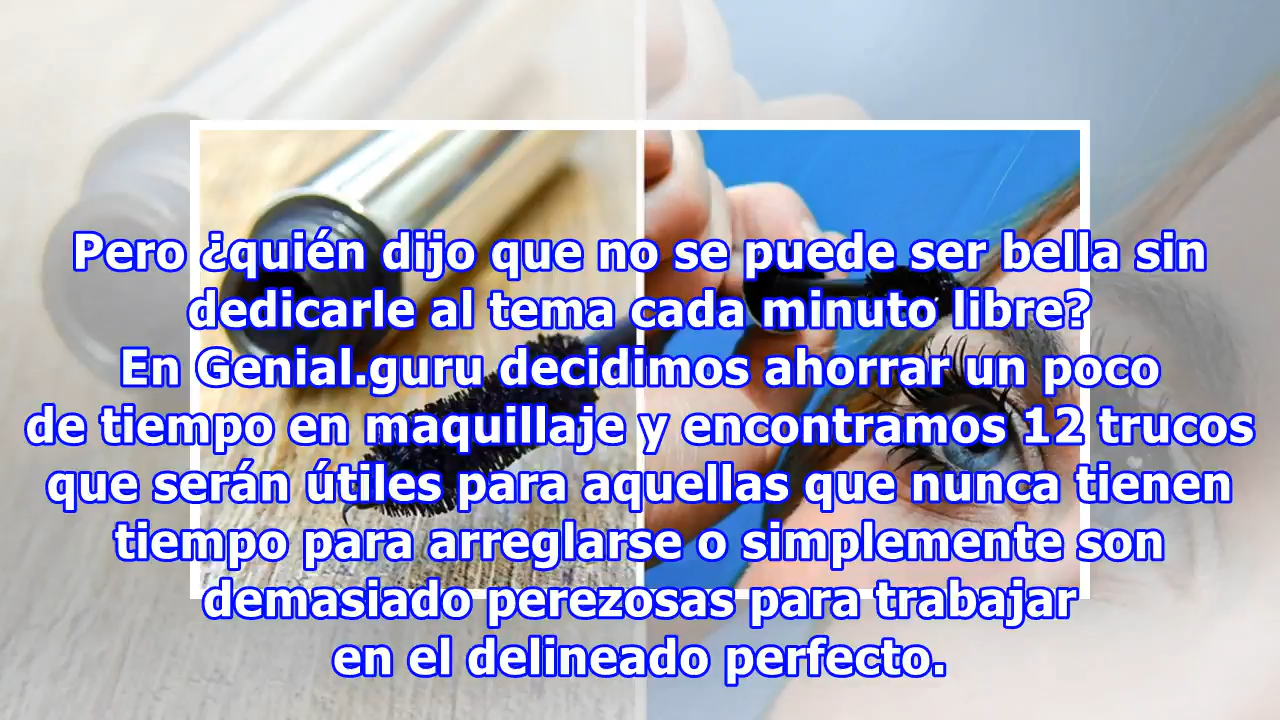 Pero ¿quién dijo que no se puede ser bella sin
dedicarle al tema cada minuto libre?
En Genial.guru decidimos ahorrar un poco
de tiempo en maquillaje y encontramos 12 trucos
que serán útiles para aquellas que nunca tienen
tiempo para arreglarse o simplemente son
demasiado perezosas para trabajar
en el delineado perfecto.